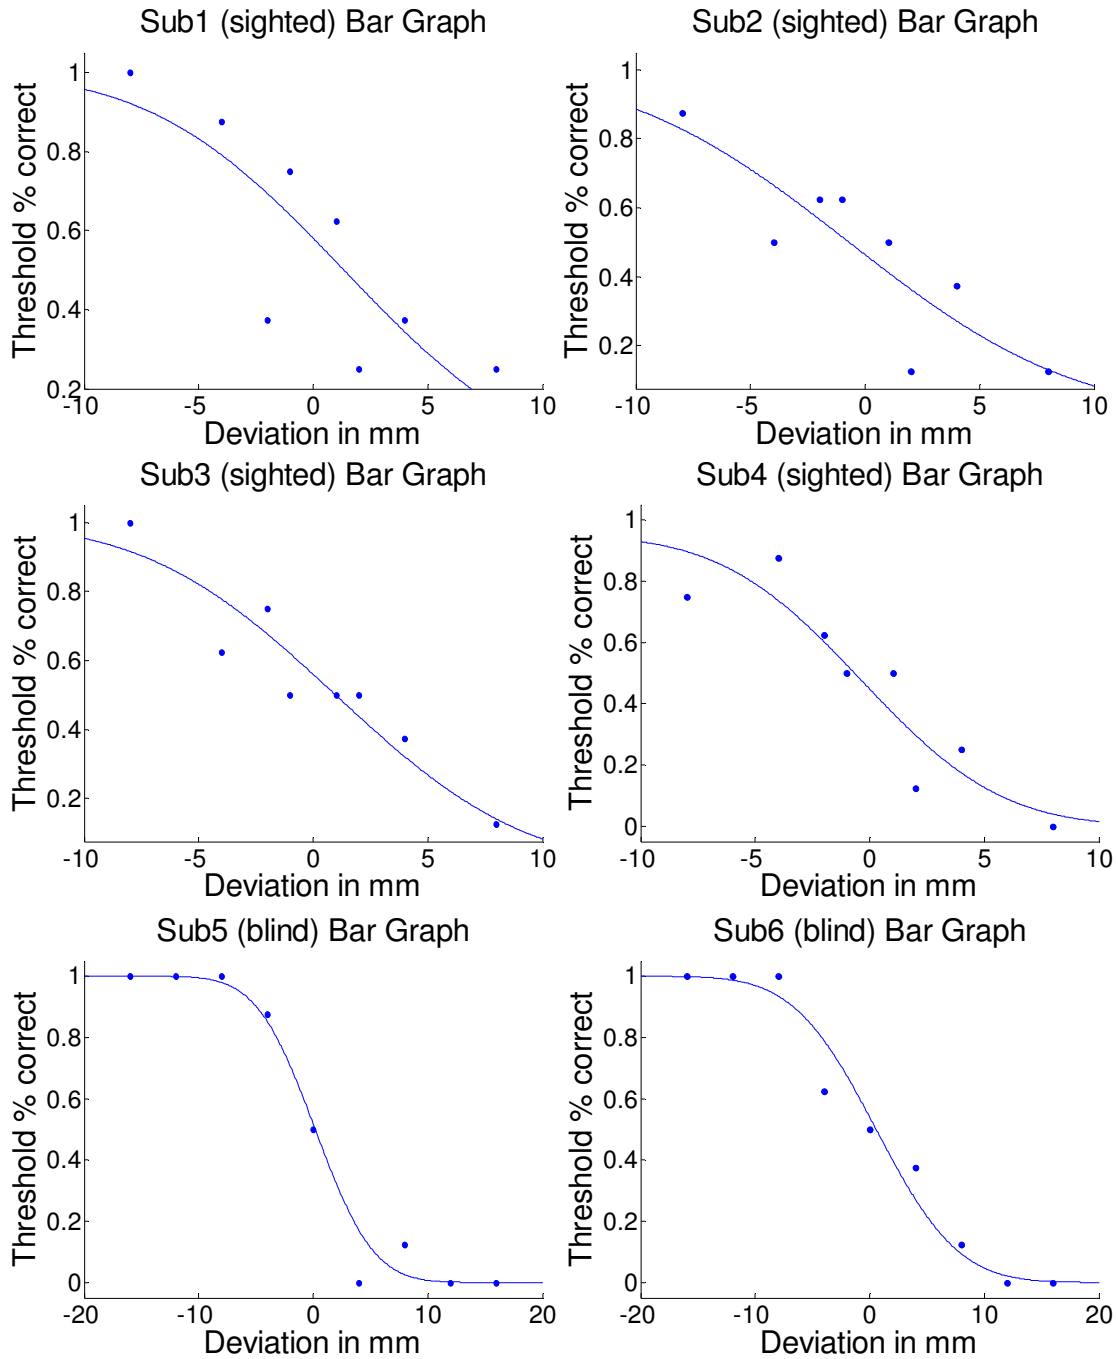 Sub1 (sighted) Bar Graph
Threshold % correct
1
0.8
0.6
0.4
0.2
-10 -5 0 5 10
Deviation in mm
Sub2 (sighted) Bar Graph
Threshold % correct
1
0.8
0.6
0.4
0.2
-10 -5 0 5 10
Deviation in mm
Sub3 (sighted) Bar Graph
Threshold % correct
1
0.8
0.6
0.4
0.2
-10 -5 0 5 10
Deviation in mm
Sub4 (sighted) Bar Graph
Threshold % correct
1
0.8
0.6
0.4
0.2
0
-10 -5 0 5 10
Deviation in mm
Sub5 (blind) Bar Graph
Threshold % correct
1
0.8
0.6
0.4
0.2
0
-20 -10 0 10 20
Deviation in mm
Sub6 (blind) Bar Graph
Threshold % correct
1
0.8
0.6
0.4
0.2
0
-20 -10 0 10 20
Deviation in mm